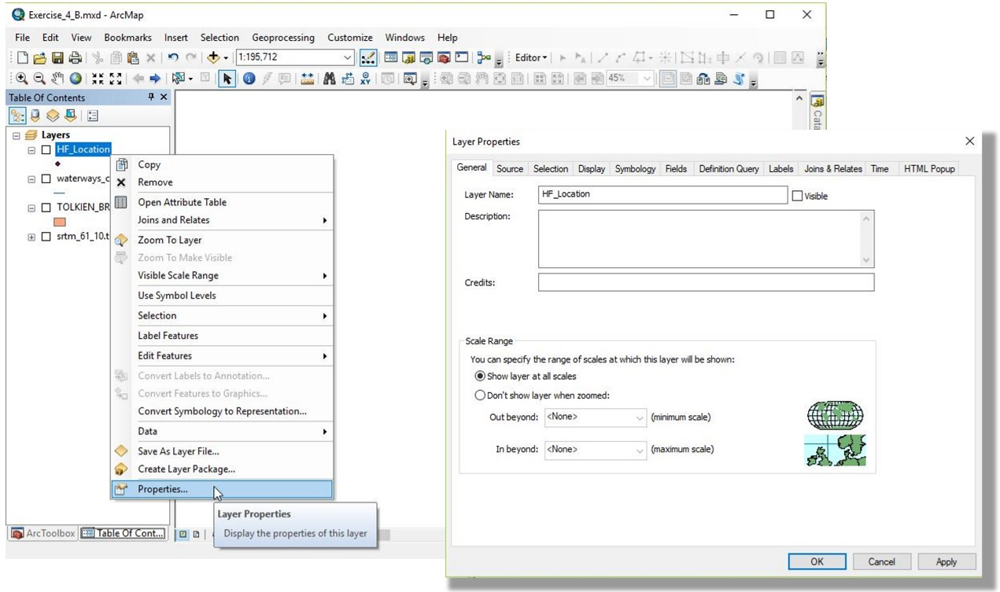 Exercise_4_B.mxd - ArcMap
File Edit View Bookmarks Insert Selection Geoprocessing Customize Windows Help
1:195,712
Editor
45%
Table Of Contents
Layers
HF_Location
waterways_c
TOLKIEN_BR
srtm_61_10.t
Copy
Remove
Open Attribute Table
Joins and Relates
Zoom To Layer
Zoom To Make Visible
Visible Scale Range
Use Symbol Levels
Selection
Label Features
Edit Features
Convert Labels to Annotation...
Convert Features to Graphics...
Convert Symbology to Representation...
Data
Save As Layer File...
Create Layer Package...
Properties...
Layer Properties
Display the properties of this layer
ArcToolbox Table Of Cont...
Cata
Layer Properties
General Source Selection Display Symbology Fields Definition Query Labels Joins & Relates Time HTML Popup
Layer Name: HF_Location Visible
Description:
Credits:
Scale Range
You can specify the range of scales at which this layer will be shown:
Show layer at all scales
Don't show layer when zoomed:
Out beyond: <None> (minimum scale)
In beyond: <None> (maximum scale)
OK Cancel Apply